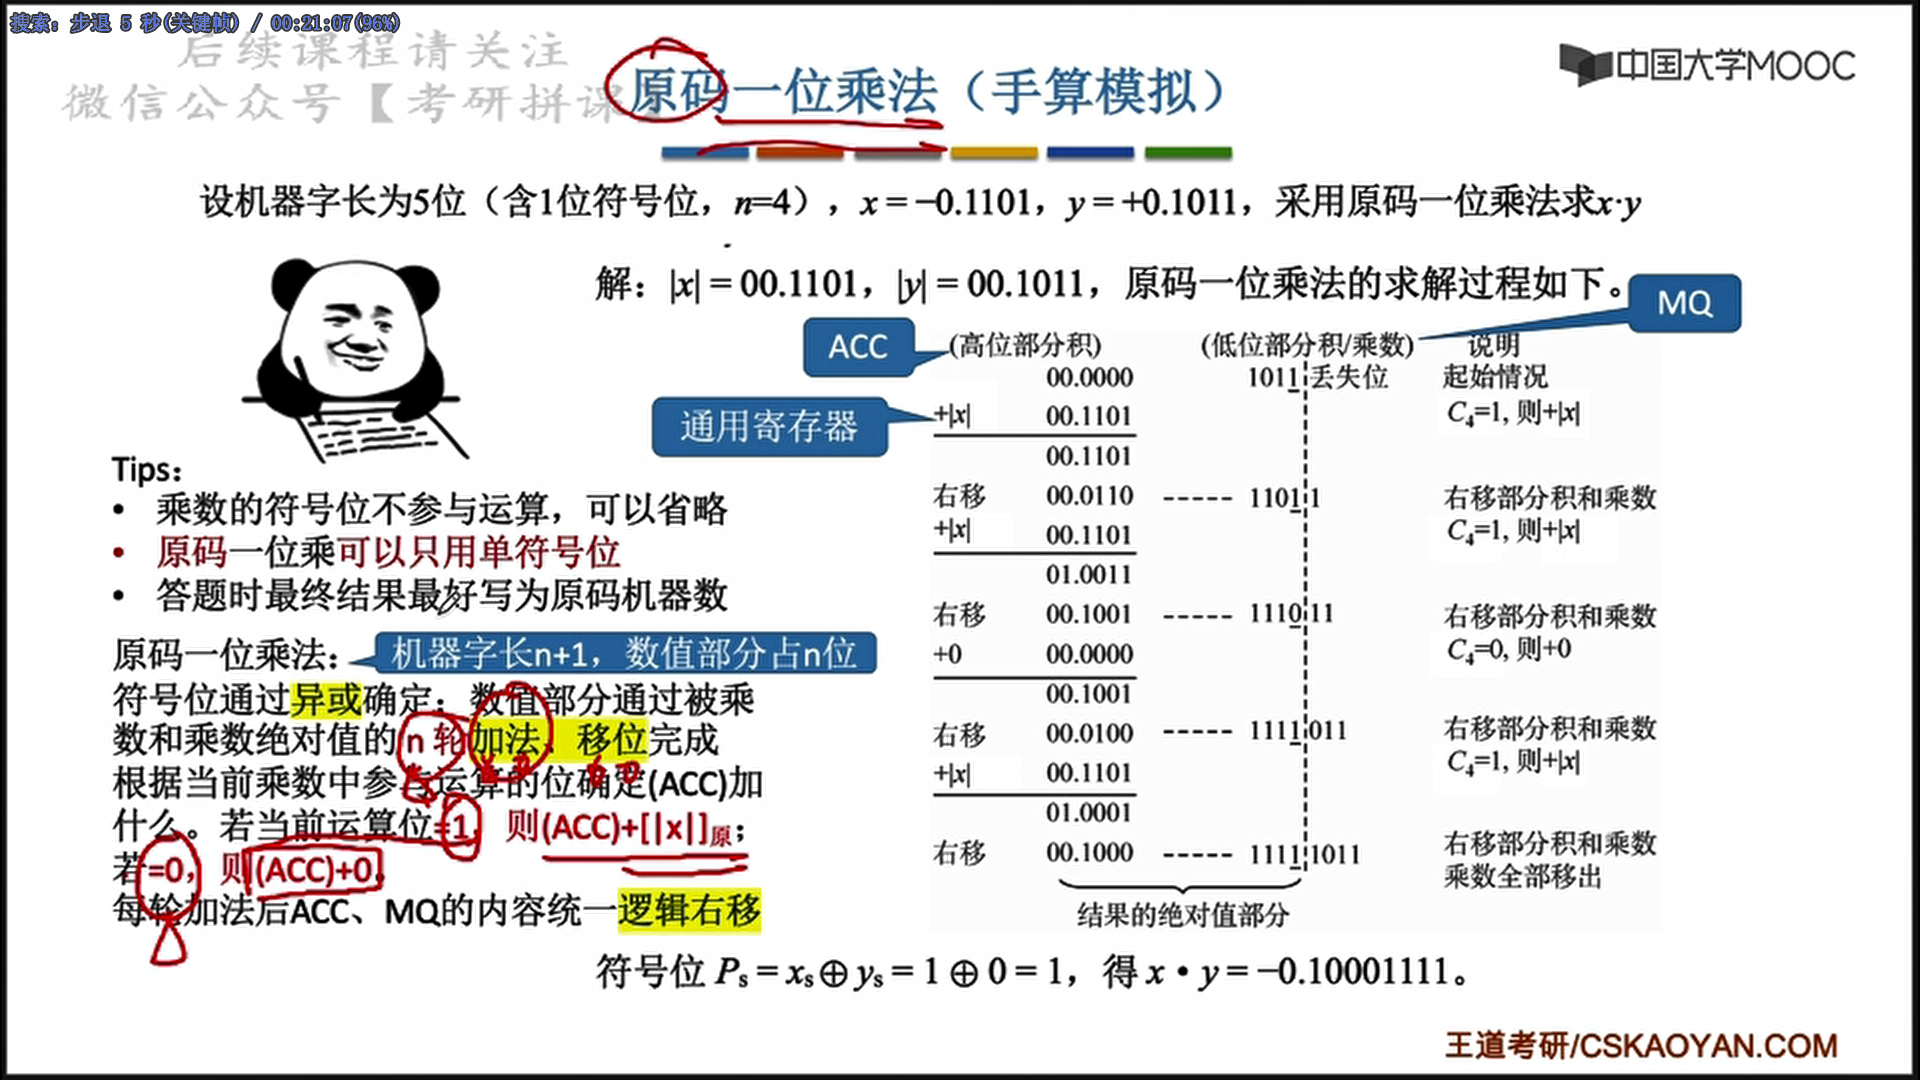 搜索: 步退 5 秒(关键帧) / 00:21:07(96%)
后续课程请关注
微信公众号【考研拼课】
中国大学MOOC
原码一位乘法（手算模拟）
设机器字长为5位（含1位符号位，n=4），x = −0.1101，y = +0.1011，采用原码一位乘法求x·y
解：|x| = 00.1101，|y| = 00.1011，原码一位乘法的求解过程如下。
MQ
ACC
(高位部分积) (低位部分积/乘数) 说明
00.0000 1011 丢失位 起始情况
通用寄存器
+|x| 00.1101 C4=1, 则+|x|
00.1101
右移 00.0110 ----- 1101 1 右移部分积和乘数
+|x| 00.1101 C4=1, 则+|x|
01.0011
右移 00.1001 ----- 1110 11 右移部分积和乘数
+0 00.0000 C4=0, 则+0
00.1001
右移 00.0100 ----- 1111 011 右移部分积和乘数
+|x| 00.1101 C4=1, 则+|x|
01.0001
右移 00.1000 ----- 1111 1011 右移部分积和乘数
乘数全部移出
结果的绝对值部分
Tips：
• 乘数的符号位不参与运算，可以省略
• 原码一位乘可以只用单符号位
• 答题时最终结果最好写为原码机器数
原码一位乘法：
机器字长n+1，数值部分占n位
符号位通过异或确定；数值部分通过被乘
数和乘数绝对值的 n 轮加法、移位完成
根据当前乘数中参与运算的位确定(ACC)加
什么。若当前运算位=1，则(ACC)+[|x|]原；
若=0，则(ACC)+0。
每轮加法后ACC、MQ的内容统一逻辑右移
符号位 Ps = xs⊕ys = 1⊕0 = 1，得 x • y = −0.10001111。
王道考研/CSKAOYAN.COM